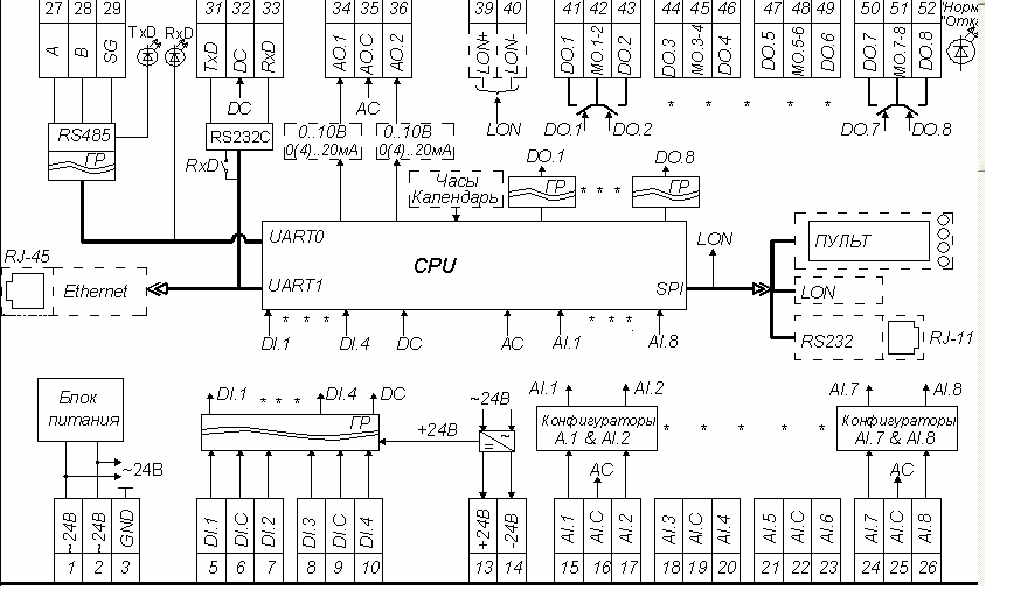 27 28 29 31 32 33 34 35 36 39 40 41 42 43 44 45 46 47 48 49 50 51 52 "Норм
"Отка
A B SG TxD RxD TxD DC RxD AO.1 AO.C AO.2 LON+ LON- DO.1 MO.1-2 DO.2 DO.3 MO.3-4 DO.4 DO.5 MO.5-6 DO.6 DO.7 MO.7-8 DO.8
DC AC * * * * *
RS485 RS232C 0..10В 0..10В LON DO.1 DO.2 DO.7 DO.8
0(4)...20мА 0(4)...20мА
ГР RxD DO.1 DO.8
Часы ГР * * * ГР
Календарь
UART0 LON ПУЛЬТ
RJ-45 CPU
Ethernet UART1 SPI LON
* * * * * * *
DI.1 DI.4 DC AC AI.1 AI.8 RS232 RJ-11
Блок
питания
DI.1 * * * DI.4 DC ~24В AI.1 AI.2 AI.7 AI.8
ГР +24В = ~ Конфигураторы * * * * * Конфигураторы
A.1 & AI.2 AI.7 & AI.8
~24В AC AC
~24В ~24В GND DI.1 DI.C DI.2 DI.3 DI.C DI.4 +24В -24В AI.1 AI.C AI.2 AI.3 AI.C AI.4 AI.5 AI.C AI.6 AI.7 AI.C AI.8
1 2 3 5 6 7 8 9 10 13 14 15 16 17 18 19 20 21 22 23 24 25 26